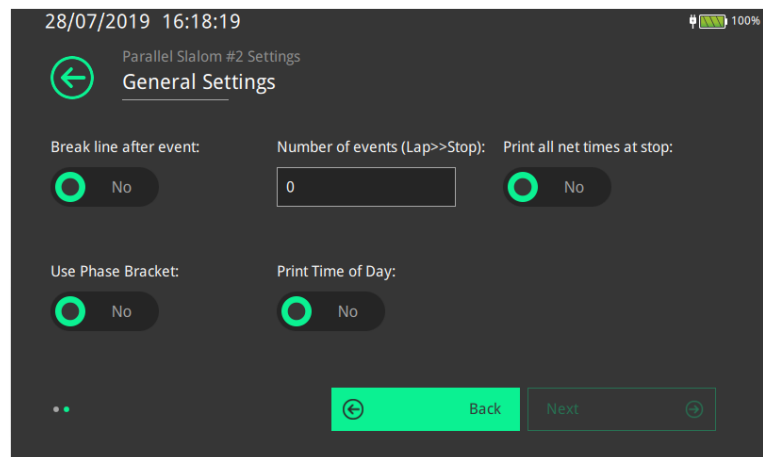 28/07/2019 16:18:19 100%
Parallel Slalom #2 Settings
General Settings
Break line after event: Number of events (Lap>>Stop): Print all net times at stop:
No 0 No
Use Phase Bracket: Print Time of Day:
No No
Back Next